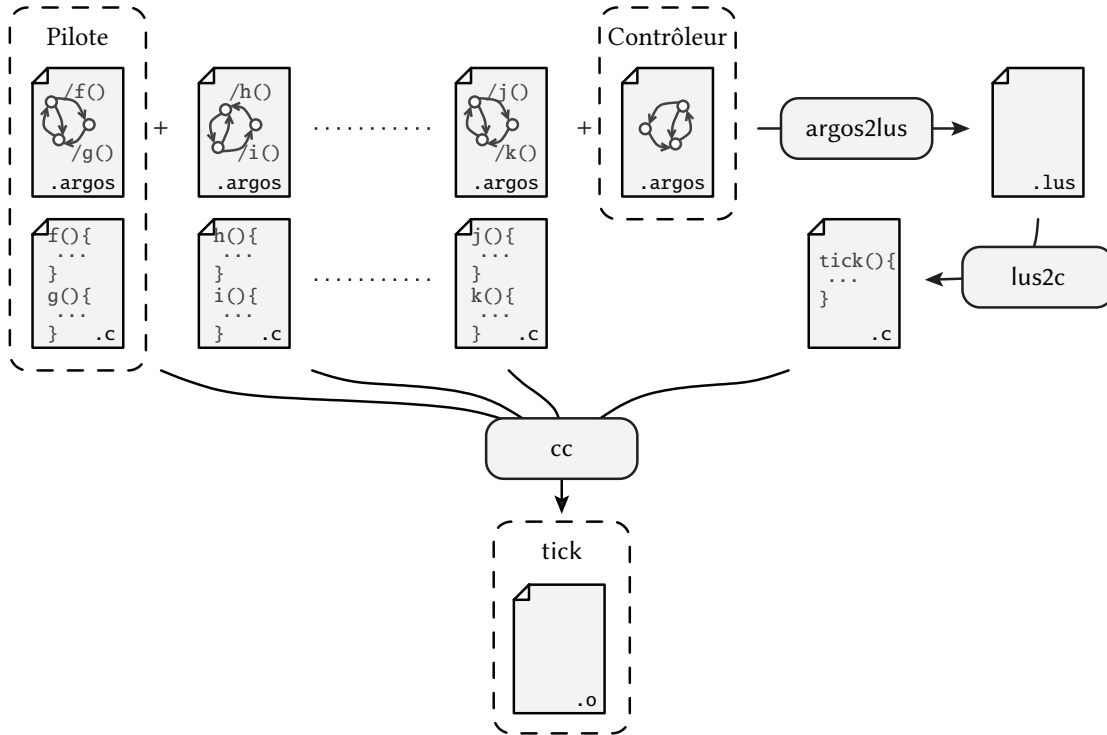 Pilote
Contrôleur
/f()
/g()
.argos
+
/h()
/i()
.argos
...........
/j()
/k()
.argos
+
.argos
argos2lus
.lus
f(){
...
}
g(){
...
}
.c
h(){
...
}
i(){
...
}
.c
...........
j(){
...
}
k(){
...
}
.c
tick(){
...
}
.c
lus2c
cc
tick
.o